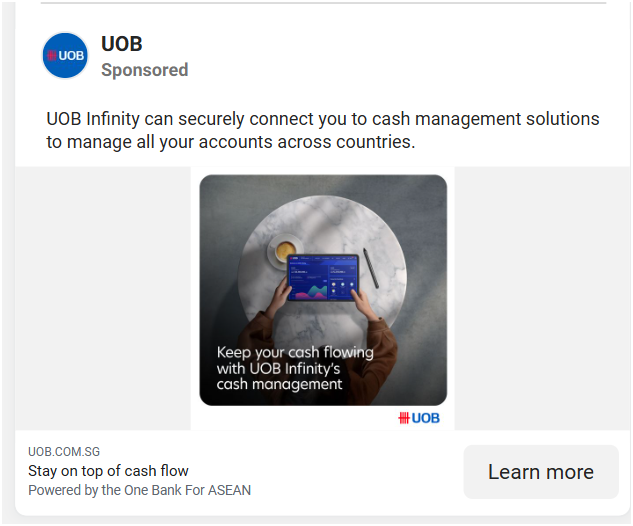 UOB
UOB
Sponsored
UOB Infinity can securely connect you to cash management solutions
to manage all your accounts across countries.
Keep your cash flowing
with UOB Infinity's
cash management
UOB
UOB.COM.SG
Stay on top of cash flow
Powered by the One Bank For ASEAN
Learn more